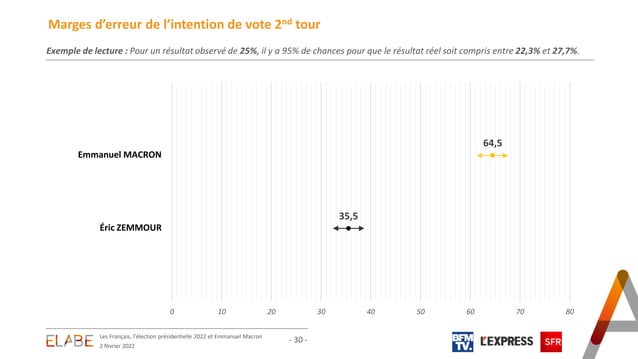 Marges d’erreur de l’intention de vote 2nd tour
Exemple de lecture : Pour un résultat observé de 25%, il y a 95% de chances pour que le résultat réel soit compris entre 22,3% et 27,7%.
64,5
Emmanuel MACRON
35,5
Éric ZEMMOUR
0 10 20 30 40 50 60 70 80
ELABE
Les Français, l’élection présidentielle 2022 et Emmanuel Macron
2 février 2022
- 30 -
BFM
TV.
L'EXPRESS
SFR